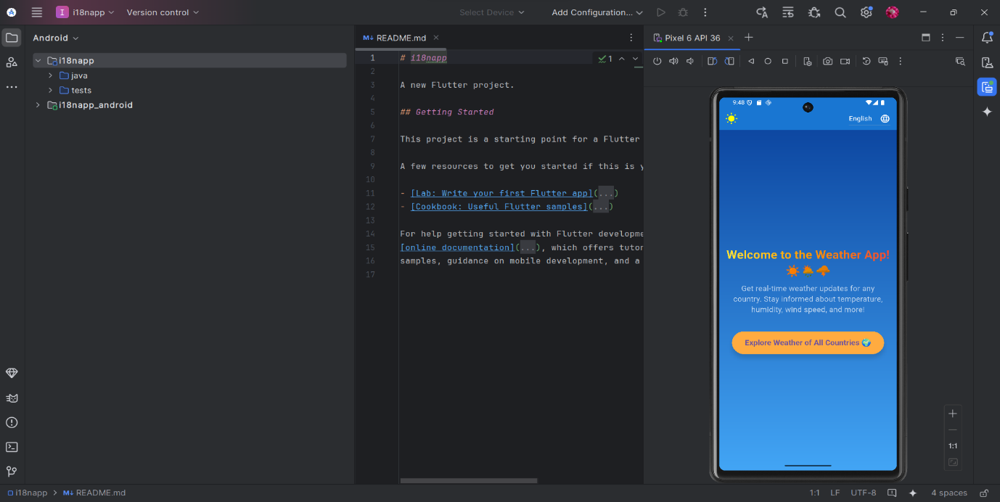 I i18napp Version control Select Device Add Configuration...
Android
i18napp
java
tests
i18napp_android
M↓ README.md
1
1 # i18napp
2
3 A new Flutter project.
4
5 ## Getting Started
6
7 This project is a starting point for a Flutter
8
9 A few resources to get you started if this is y
10
11 - [Lab: Write your first Flutter app](...)
12 - [Cookbook: Useful Flutter samples](...)
13
14 For help getting started with Flutter developme
15 [online documentation](...), which offers tutor
16 samples, guidance on mobile development, and a
17
Pixel 6 API 36
9:48
English
Welcome to the Weather App!
Get real-time weather updates for any
country. Stay informed about temperature,
humidity, wind speed, and more!
Explore Weather of All Countries
1:1
i18napp > M↓ README.md
1:1 LF UTF-8 4 spaces